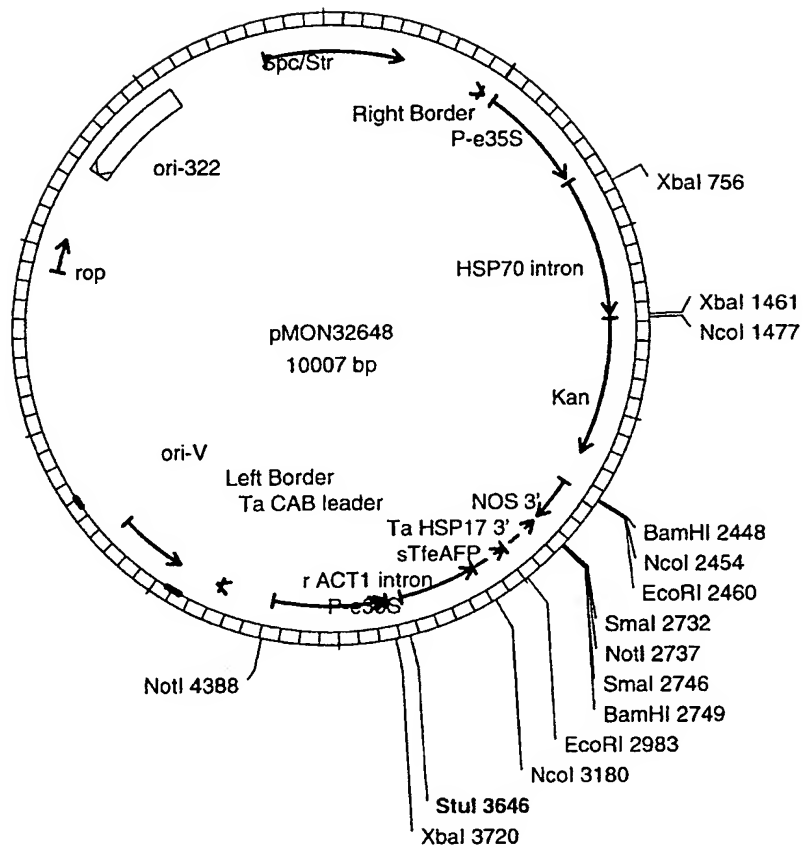 Spc/Str
Right Border
P-e35S
ori-322
XbaI 756
rop
HSP70 intron
XbaI 1461
NcoI 1477
pMON32648
10007 bp
Kan
ori-V
Left Border
Ta CAB leader
NOS 3'
Ta HSP17 3'
sTfeAFP
r ACT1 intron
P-e35S
BamHI 2448
NcoI 2454
EcoRI 2460
SmaI 2732
NotI 2737
SmaI 2746
BamHI 2749
NotI 4388
EcoRI 2983
NcoI 3180
StuI 3646
XbaI 3720